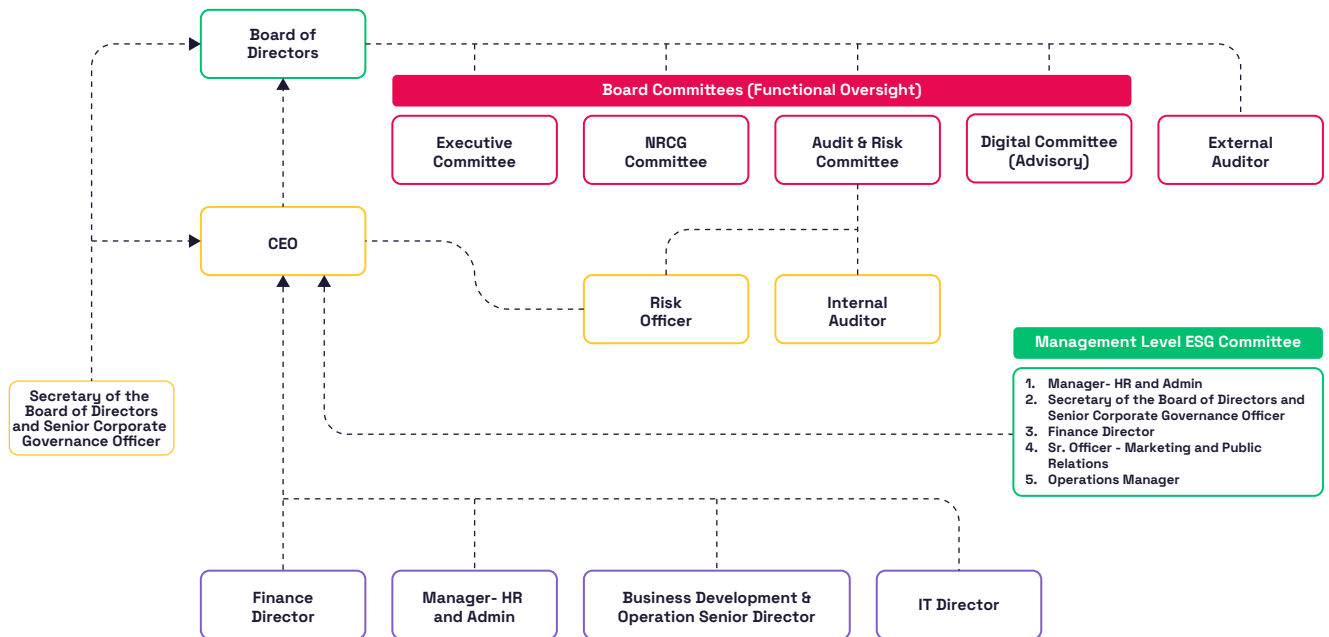 Board of
Directors
Board Committees (Functional Oversight)
Executive
Committee
NRCG
Committee
Audit & Risk
Committee
Digital Committee
(Advisory)
External
Auditor
CEO
Risk
Officer
Internal
Auditor
Management Level ESG Committee
1. Manager- HR and Admin
2. Secretary of the Board of Directors and
Senior Corporate Governance Officer
3. Finance Director
4. Sr. Officer - Marketing and Public
Relations
5. Operations Manager
Secretary of the
Board of Directors
and Senior Corporate
Governance Officer
Finance
Director
Manager- HR
and Admin
Business Development &
Operation Senior Director
IT Director